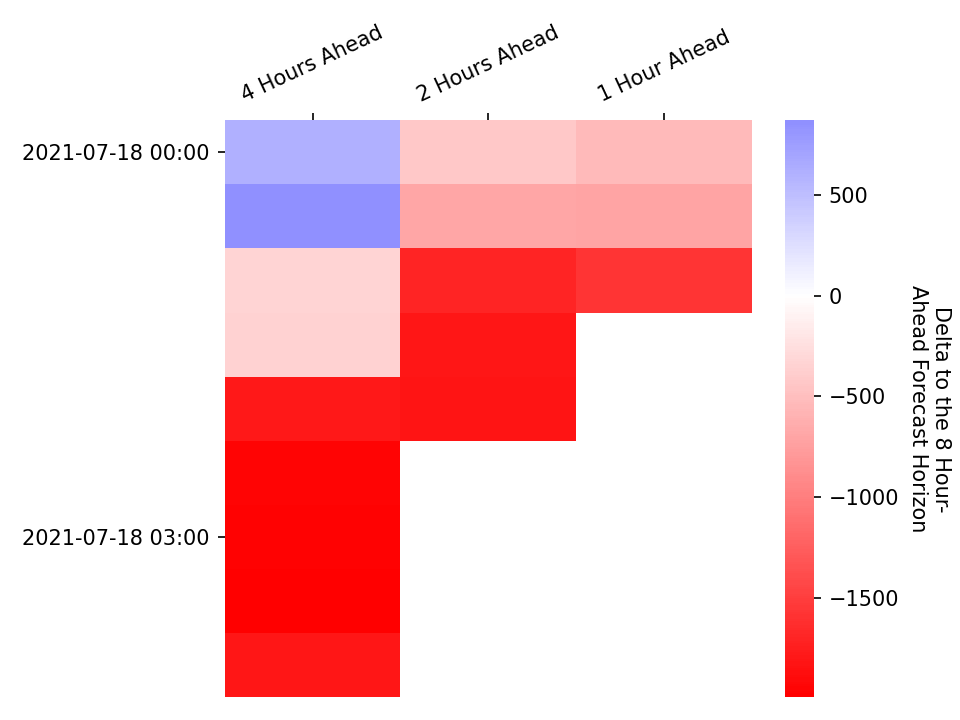 4 Hours Ahead
2 Hours Ahead
1 Hour Ahead
2021-07-18 00:00
2021-07-18 03:00
500
0
−500
−1000
−1500
Delta to the 8 Hour-
Ahead Forecast Horizon